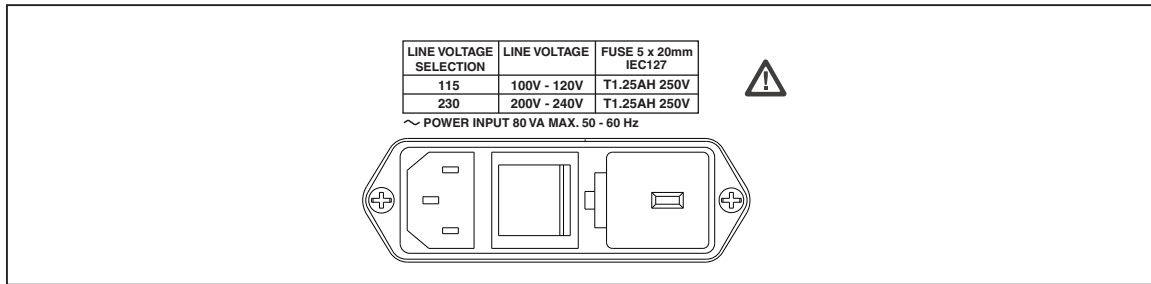 LINE VOLTAGE SELECTION LINE VOLTAGE FUSE 5 x 20mm IEC127
115 100V - 120V T1.25AH 250V
230 200V - 240V T1.25AH 250V
～ POWER INPUT 80 VA MAX. 50 - 60 Hz